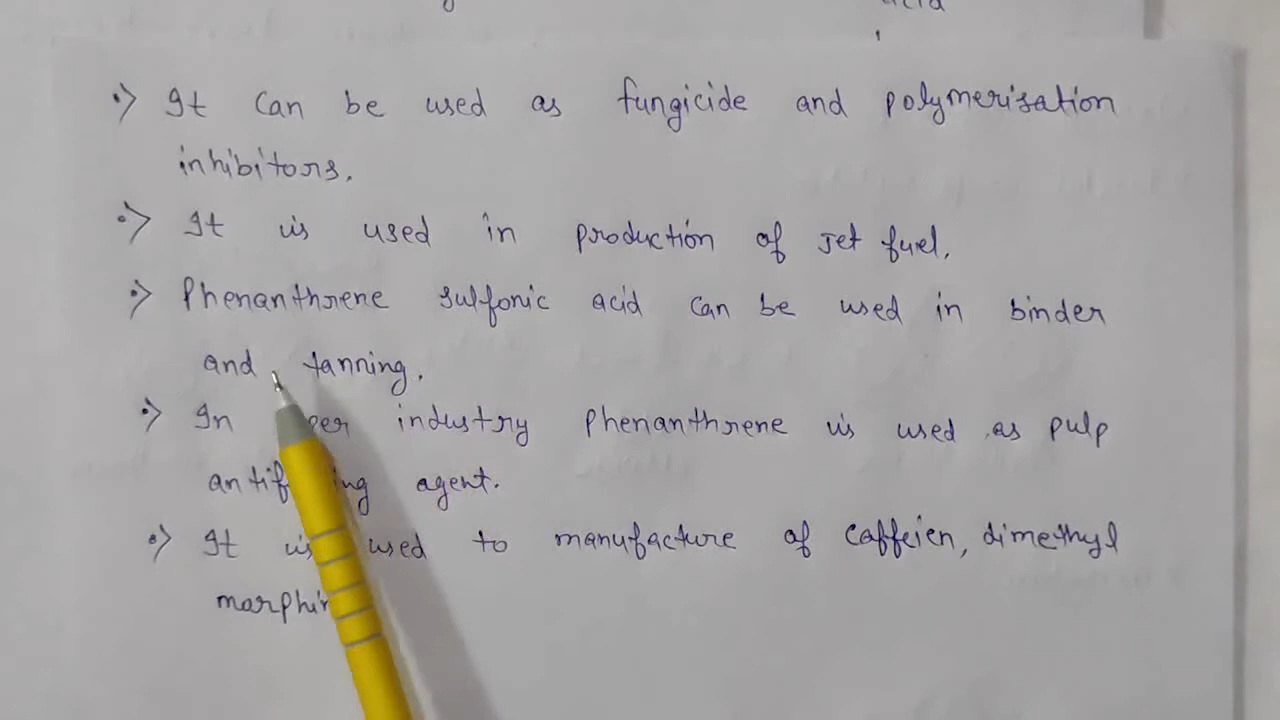 acid
•> It can be used as fungicide and polymerisation
inhibitors.
•> It is used in production of Jet fuel.
•> Phenanthrene sulfonic acid can be used in binder
and tanning.
•> In industry Phenanthrene is used as pulp
agent.
•> It is used to manufacture of caffeien, dimethyl